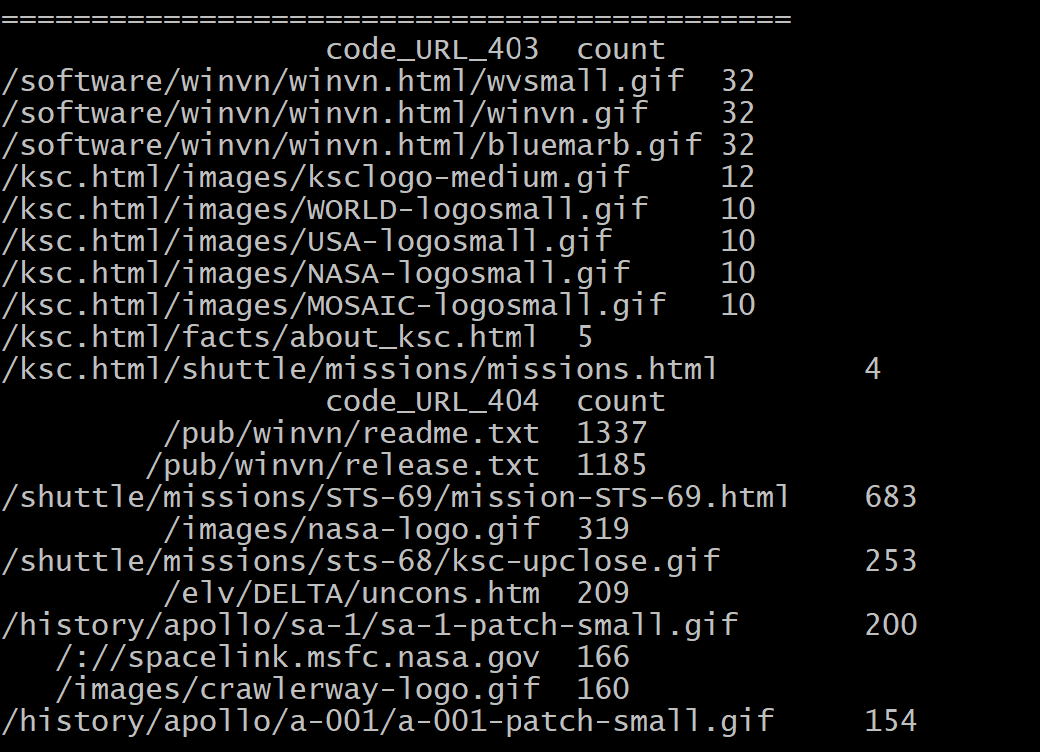 ============================================
code_URL_403 count
/software/winvn/winvn.html/wvsmall.gif 32
/software/winvn/winvn.html/winvn.gif 32
/software/winvn/winvn.html/bluemarb.gif 32
/ksc.html/images/ksclogo-medium.gif 12
/ksc.html/images/WORLD-logosmall.gif 10
/ksc.html/images/USA-logosmall.gif 10
/ksc.html/images/NASA-logosmall.gif 10
/ksc.html/images/MOSAIC-logosmall.gif 10
/ksc.html/facts/about_ksc.html 5
/ksc.html/shuttle/missions/missions.html 4
code_URL_404 count
/pub/winvn/readme.txt 1337
/pub/winvn/release.txt 1185
/shuttle/missions/STS-69/mission-STS-69.html 683
/images/nasa-logo.gif 319
/shuttle/missions/sts-68/ksc-upclose.gif 253
/elv/DELTA/uncons.htm 209
/history/apollo/sa-1/sa-1-patch-small.gif 200
/://spacelink.msfc.nasa.gov 166
/images/crawlerway-logo.gif 160
/history/apollo/a-001/a-001-patch-small.gif 154